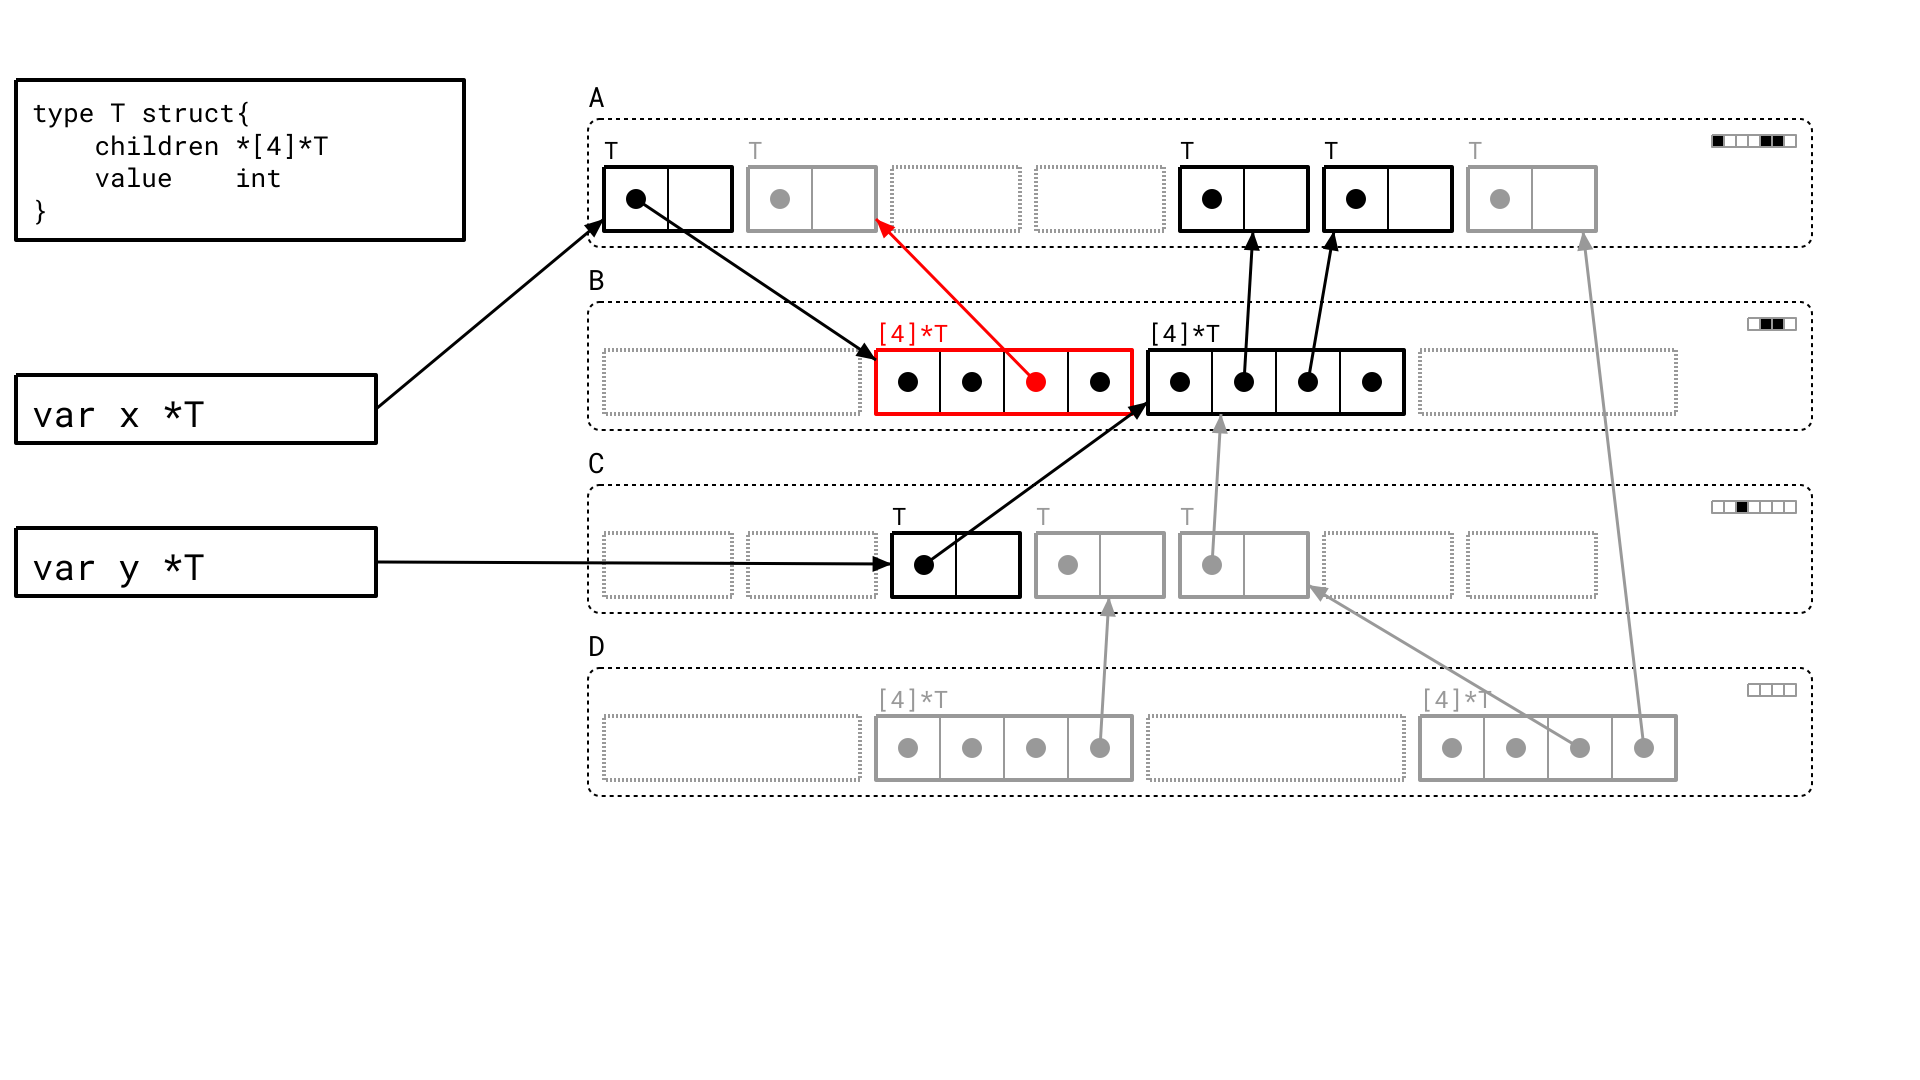 type T struct{
    children *[4]*T
    value    int
}
var x *T
var y *T
A
T T T T T
B
[4]*T [4]*T
C
T T T
D
[4]*T [4]*T